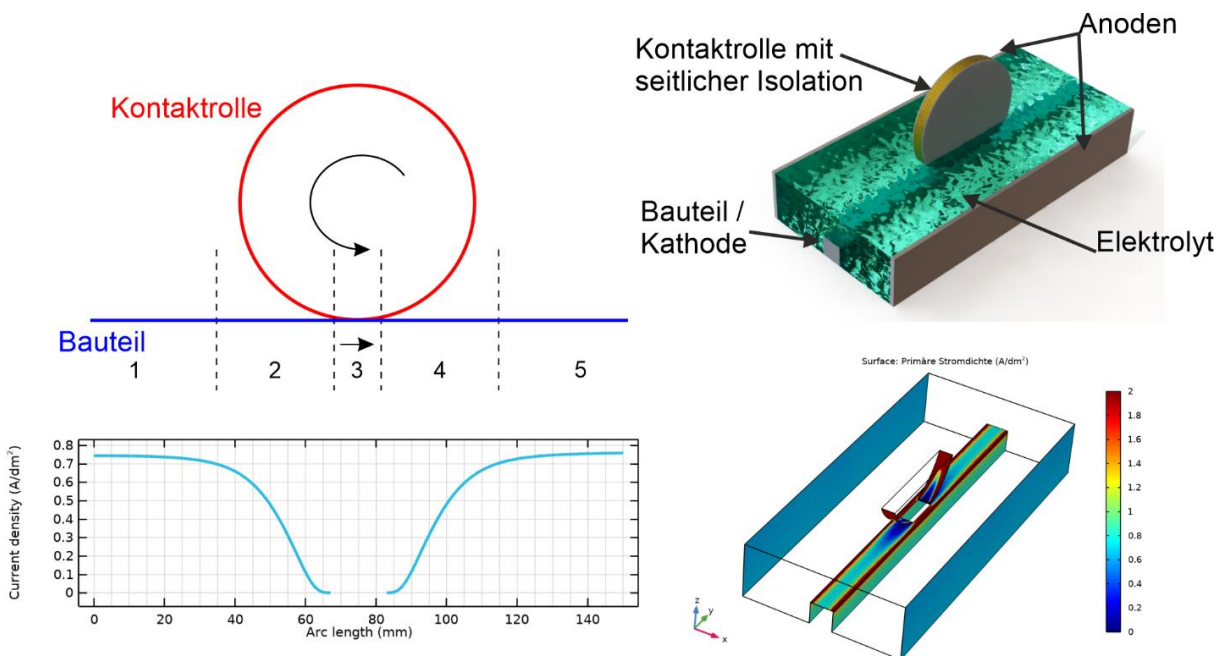 Kontaktrolle
Bauteil
1
2
3
4
5
Kontaktrolle mit
seitlicher Isolation
Anoden
Bauteil /
Kathode
Elektrolyt
Current density (A/dm²)
0.8
0.7
0.6
0.5
0.4
0.3
0.2
0.1
0
0 20 40 60 80 100 120 140
Arc length (mm)
Surface: Primäre Stromdichte (A/dm²)
2
1.8
1.6
1.4
1.2
1
0.8
0.6
0.4
0.2
0
z
y
x